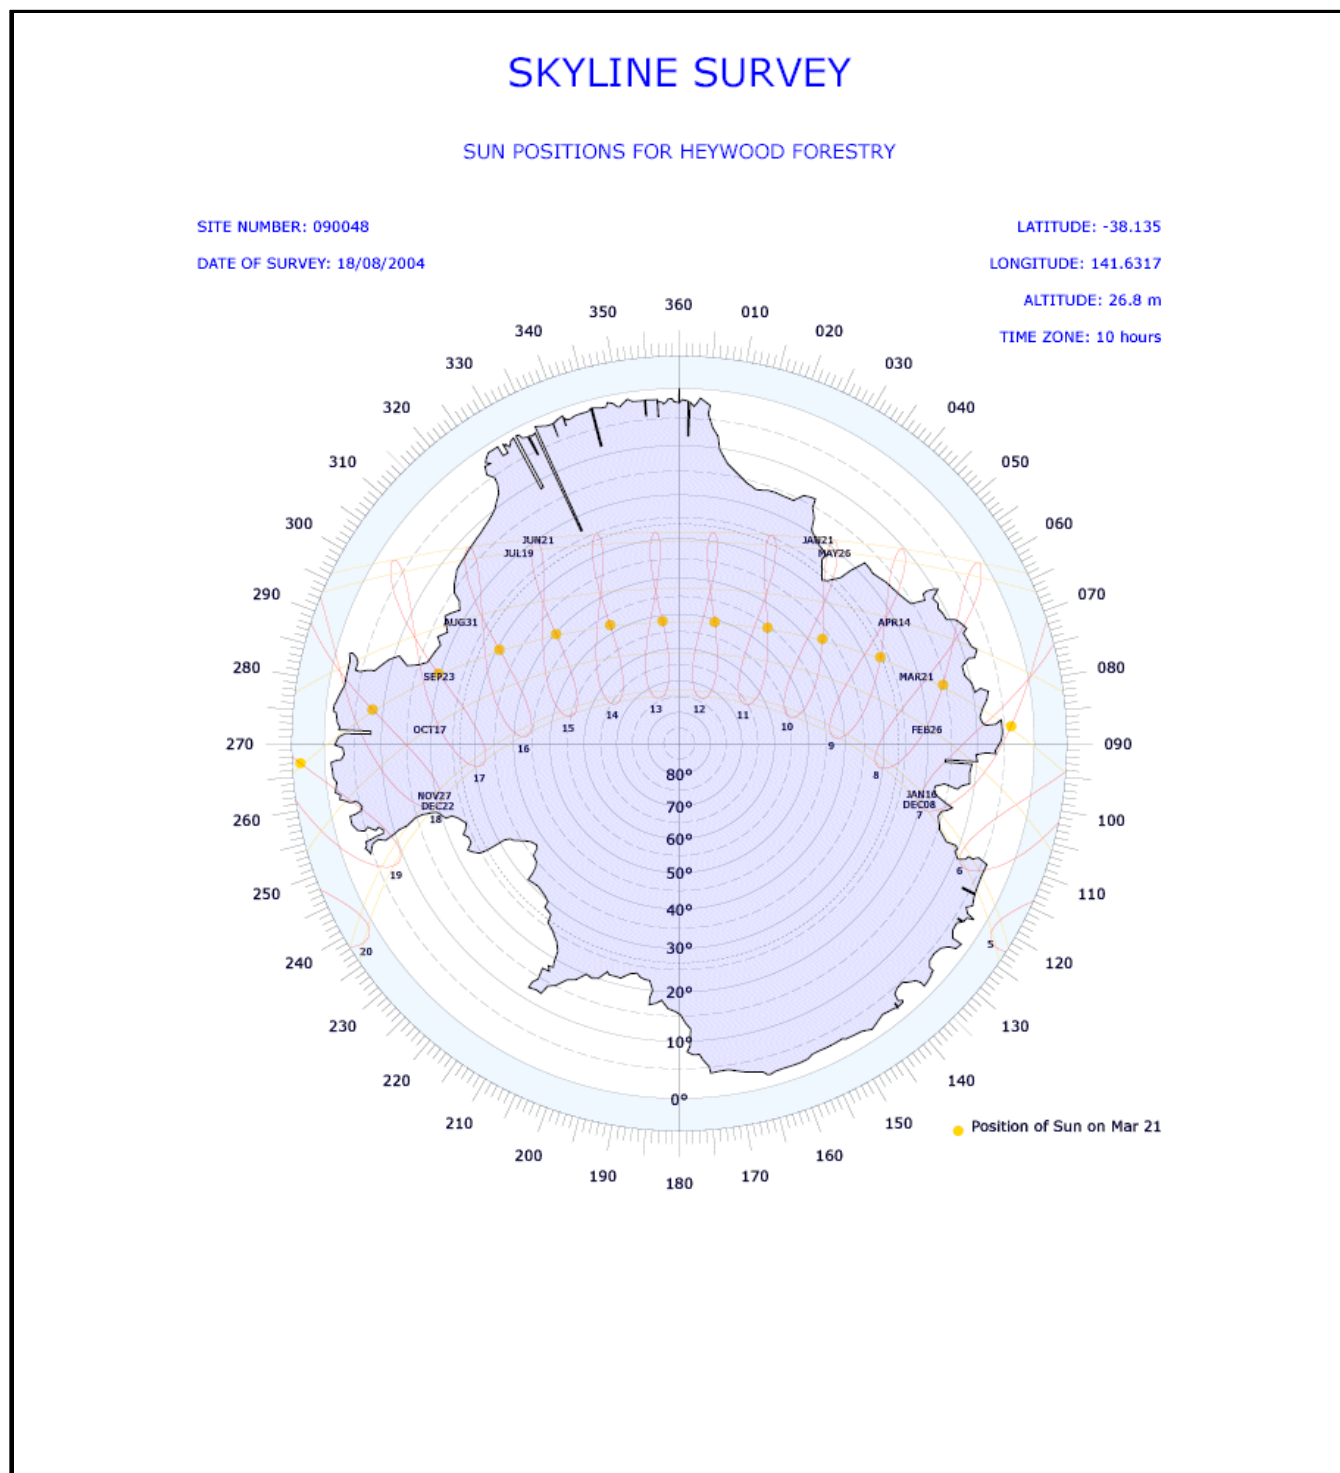 SKYLINE SURVEY
SUN POSITIONS FOR HEYWOOD FORESTRY
SITE NUMBER: 090048
LATITUDE: -38.135
DATE OF SURVEY: 18/08/2004
LONGITUDE: 141.6317
ALTITUDE: 26.8 m
TIME ZONE: 10 hours
360
350 010
340 020
330 030
320 040
310 050
300 060
JUN21 JAN21
JUL19 MAY26
290 070
AUG31 APR14
280 080
SEP23 MAR21
14 13 12 11
15 10
OCT17 FEB26
270 16 9 090
17 80° 8
NOV27 JAN16
DEC22 70° DEC08
18 7
260 100
60°
19 50° 6
250 110
40°
20 30° 5
240 120
20°
230 130
10°
220 140
0°
210 150
Position of Sun on Mar 21
200 160
190 170
180